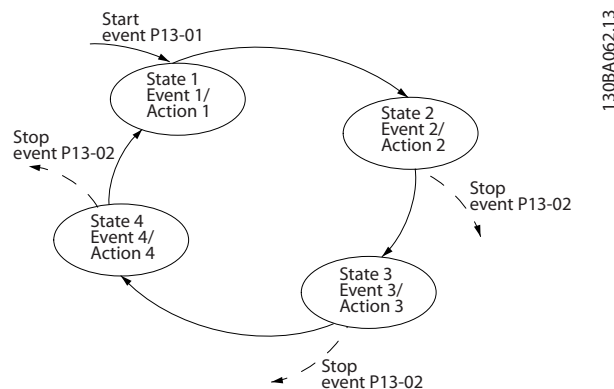 Start
event P13-01
State 1
Event 1/
Action 1
State 2
Event 2/
Action 2
Stop
event P13-02
State 3
Event 3/
Action 3
Stop
event P13-02
State 4
Event 4/
Action 4
Stop
event P13-02
130BA062.13